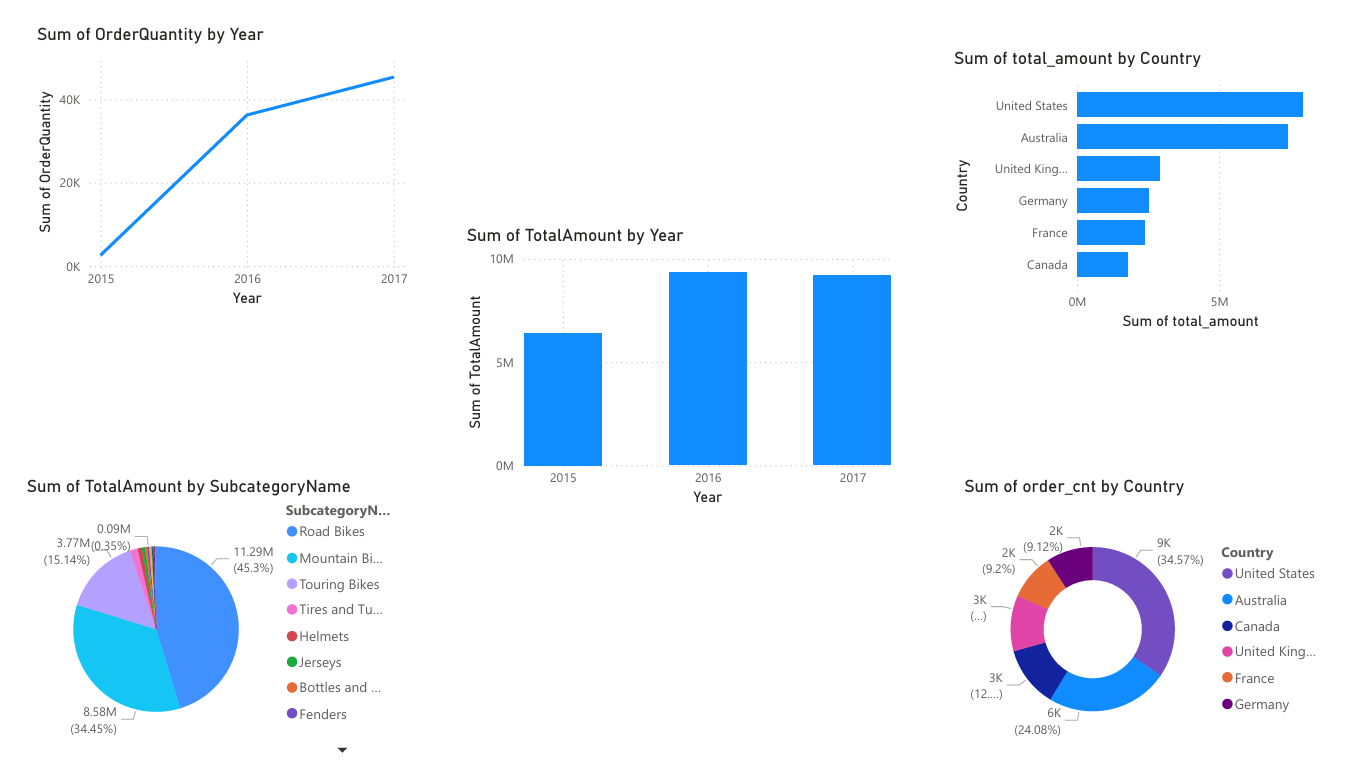 Sum of OrderQuantity by Year
Sum of OrderQuantity
40K
20K
0K
2015 2016 2017
Year
Sum of TotalAmount by Year
Sum of TotalAmount
10M
5M
0M
2015 2016 2017
Year
Sum of total_amount by Country
Country
United States
Australia
United King...
Germany
France
Canada
0M 5M
Sum of total_amount
Sum of TotalAmount by SubcategoryName
0.09M
(0.35%)
3.77M
(15.14%)
11.29M
(45.3%)
8.58M
(34.45%)
SubcategoryN...
Road Bikes
Mountain Bi...
Touring Bikes
Tires and Tu...
Helmets
Jerseys
Bottles and ...
Fenders
Sum of order_cnt by Country
2K
(9.12%)
2K
(9.2%)
3K
(...)
3K
(12....)
6K
(24.08%)
9K
(34.57%)
Country
United States
Australia
Canada
United King...
France
Germany